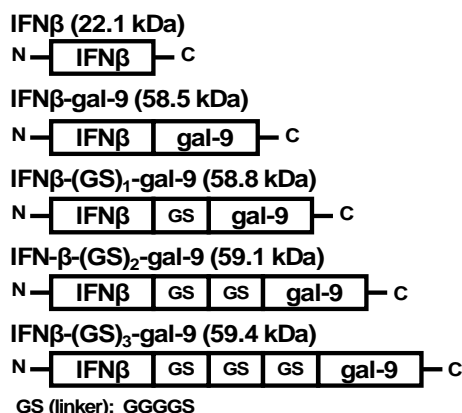 IFNβ (22.1 kDa)
N IFNβ C
IFNβ-gal-9 (58.5 kDa)
N IFNβ gal-9 C
IFNβ-(GS)₁-gal-9 (58.8 kDa)
N IFNβ GS gal-9 C
IFN-β-(GS)₂-gal-9 (59.1 kDa)
N IFNβ GS GS gal-9 C
IFNβ-(GS)₃-gal-9 (59.4 kDa)
N IFNβ GS GS GS gal-9 C
GS (linker): GGGGS